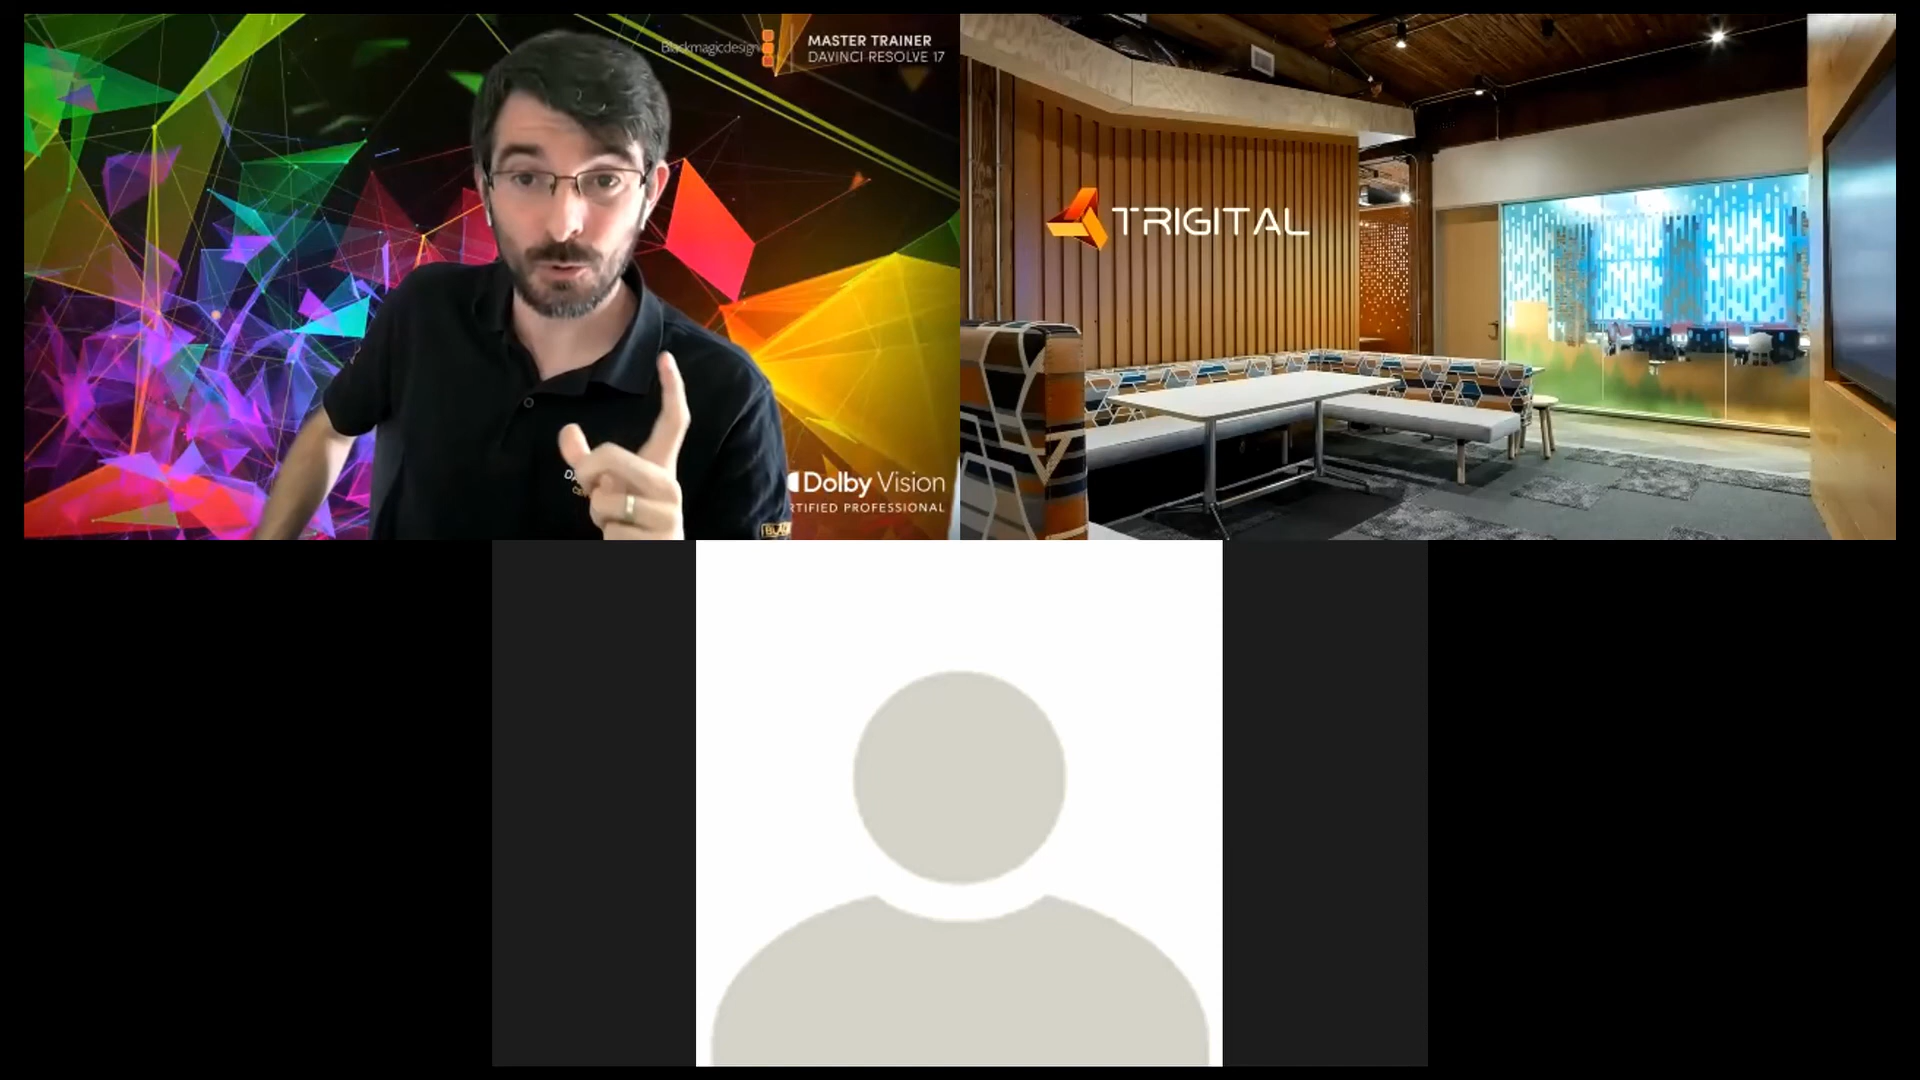 Blackmagicdesign
MASTER TRAINER
DAVINCI RESOLVE 17
TRIGITAL
Dolby Vision
RTIFIED PROFESSIONAL